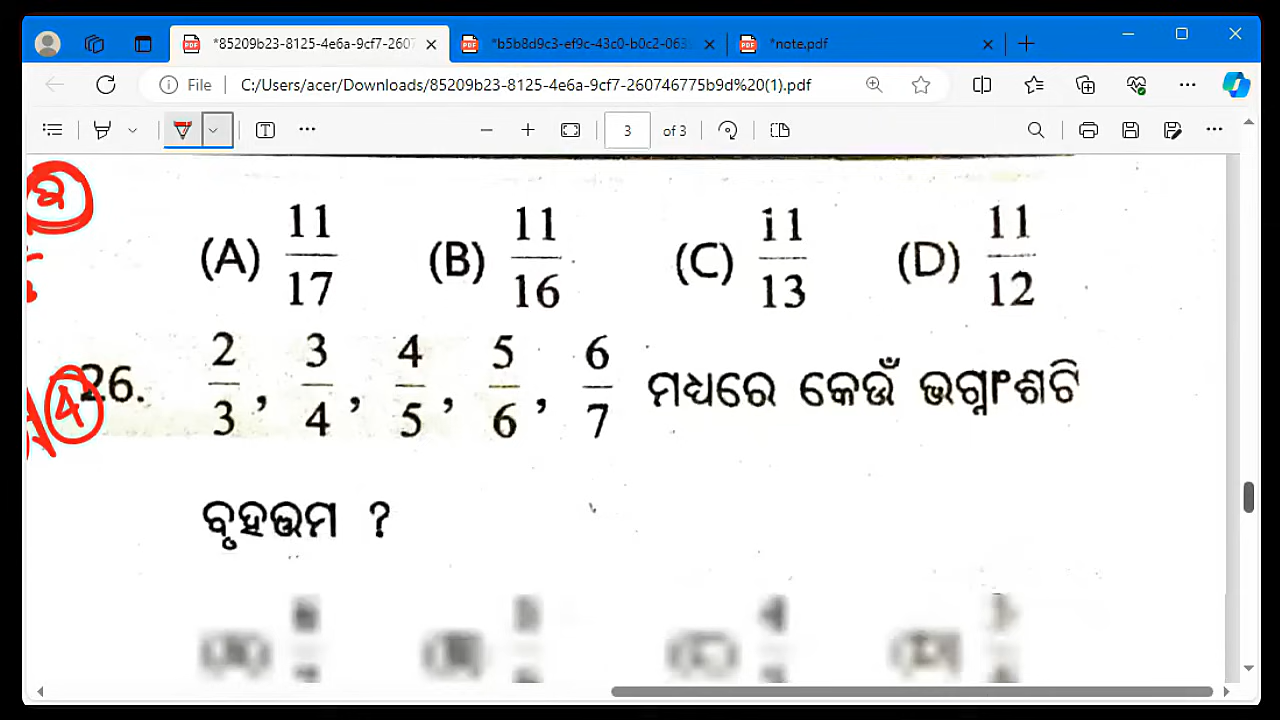 *85209b23-8125-4e6a-9cf7-2607
*b5b8d9c3-ef9c-43c0-b0c2-063
*note.pdf
File C:/Users/acer/Downloads/85209b23-8125-4e6a-9cf7-260746775b9d%20(1).pdf
3 of 3
(A) 11/17 (B) 11/16 (C) 11/13 (D) 11/12
26. 2/3, 3/4, 4/5, 5/6, 6/7 ମଧ୍ୟରେ କେଉଁ ଭଗ୍ନାଂଶଟି
ବୃହତ୍ତମ ?